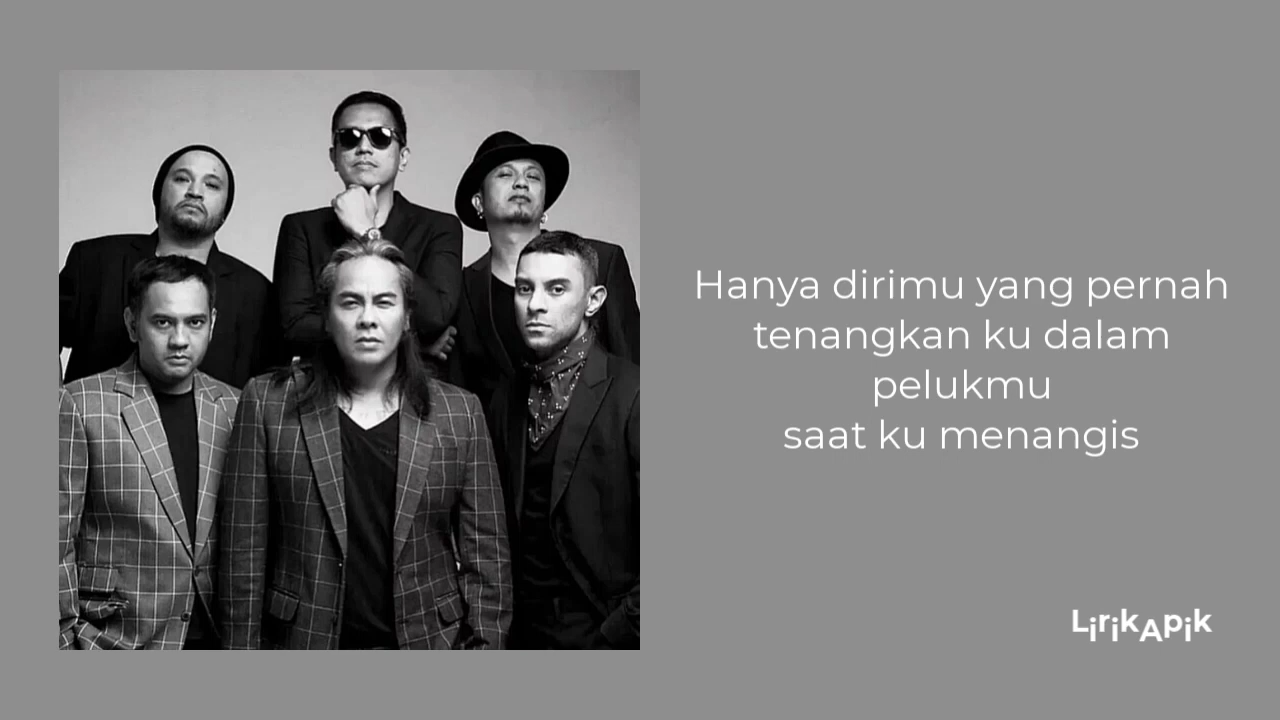 Hanya dirimu yang pernah
tenangkan ku dalam
pelukmu
saat ku menangis
LirikApik